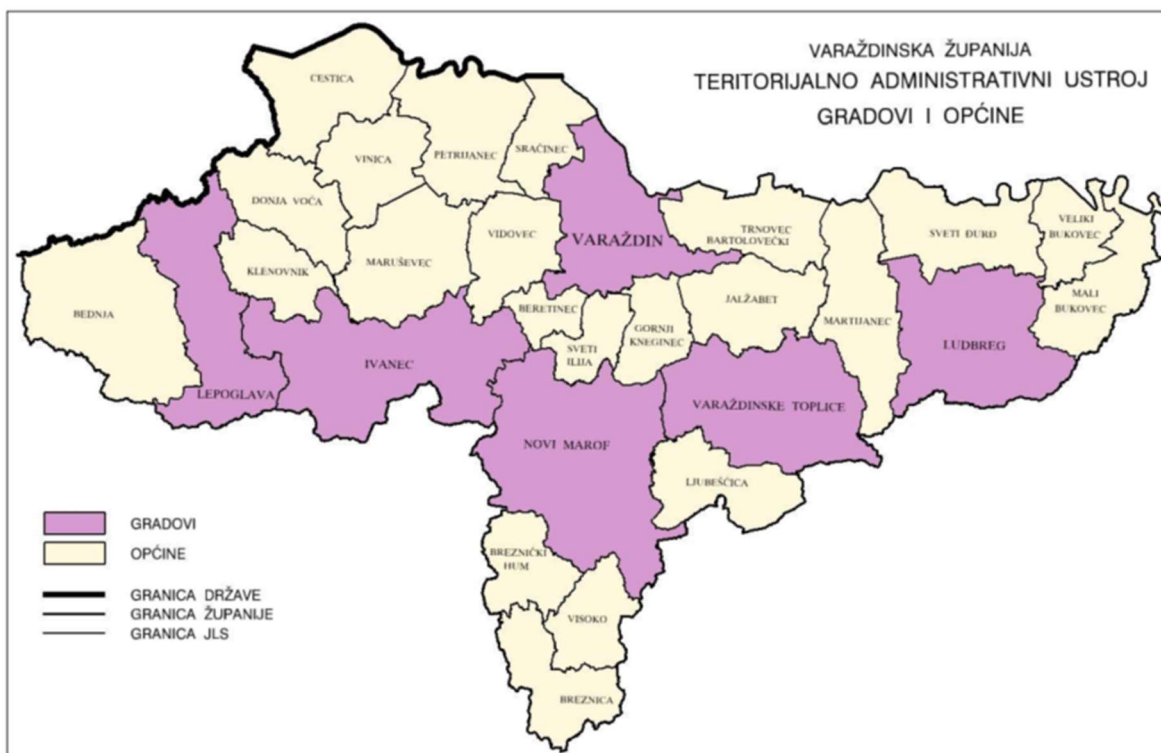 VARAŽDINSKA ŽUPANIJA
TERITORIJALNO ADMINISTRATIVNI USTROJ
GRADOVI I OPĆINE
CESTICA
VINICA
PETRIJANEC
SRAČINEC
DONJA VOĆA
KLENOVNIK
MARUŠEVEC
VIDOVEC
VARAŽDIN
TRNOVEC
BARTOLOVEČKI
SVETI ĐURĐ
VELIKI
BUKOVEC
MALI
BUKOVEC
BEDNJA
LEPOGLAVA
IVANEC
BERETINEC
SVETI
ILIJA
GORNJI
KNEGINEC
JALŽABET
MARTIJANEC
LUDBREG
VARAŽDINSKE TOPLICE
NOVI MAROF
LJUBEŠĆICA
BREZNIČKI
HUM
VISOKO
BREZNICA
GRADOVI
OPĆINE
GRANICA DRŽAVE
GRANICA ŽUPANIJE
GRANICA JLS